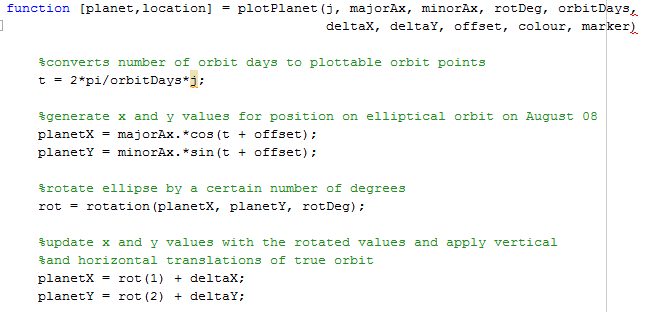 function [planet,location] = plotPlanet(j, majorAx, minorAx, rotDeg, orbitDays,
deltaX, deltaY, offset, colour, marker)
%converts number of orbit days to plottable orbit points
t = 2*pi/orbitDays*j;
%generate x and y values for position on elliptical orbit on August 08
planetX = majorAx.*cos(t + offset);
planetY = minorAx.*sin(t + offset);
%rotate ellipse by a certain number of degrees
rot = rotation(planetX, planetY, rotDeg);
%update x and y values with the rotated values and apply vertical
%and horizontal translations of true orbit
planetX = rot(1) + deltaX;
planetY = rot(2) + deltaY;